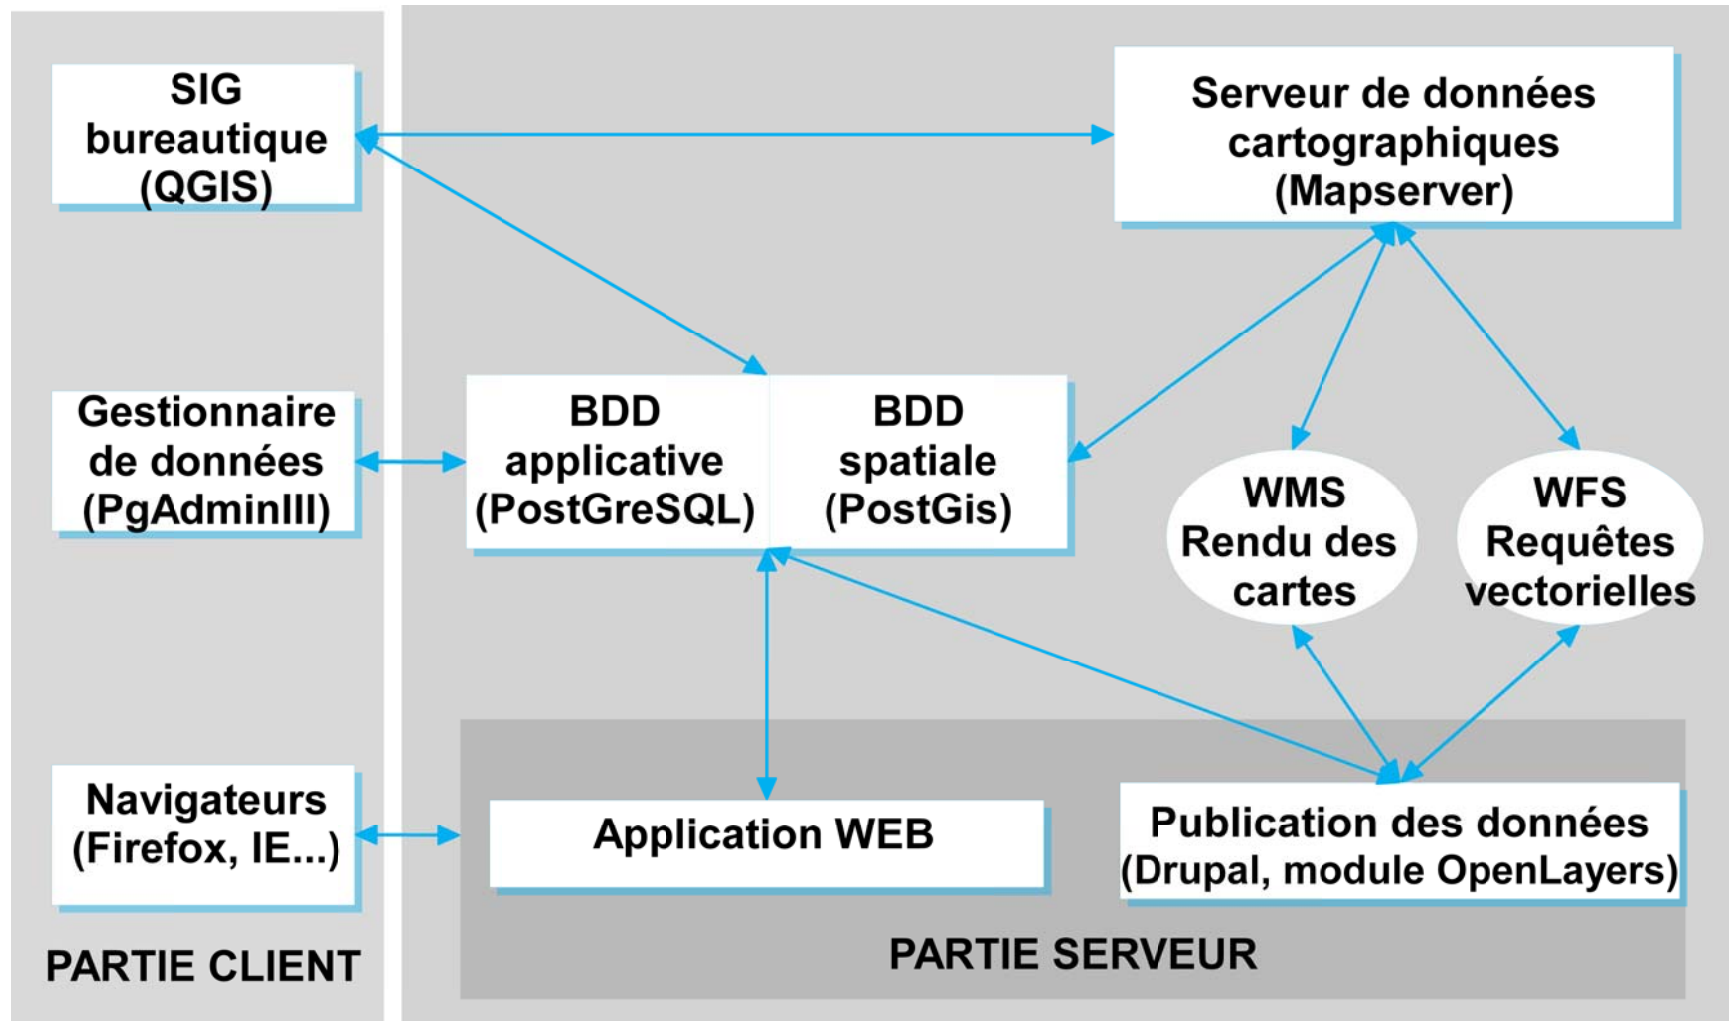 SIG
bureautique
(QGIS)
Serveur de données
cartographiques
(Mapserver)
Gestionnaire
de données
(PgAdminIII)
BDD
applicative
(PostGreSQL)
BDD
spatiale
(PostGis)
WMS
Rendu des
cartes
WFS
Requêtes
vectorielles
Navigateurs
(Firefox, IE...)
Application WEB
Publication des données
(Drupal, module OpenLayers)
PARTIE CLIENT
PARTIE SERVEUR